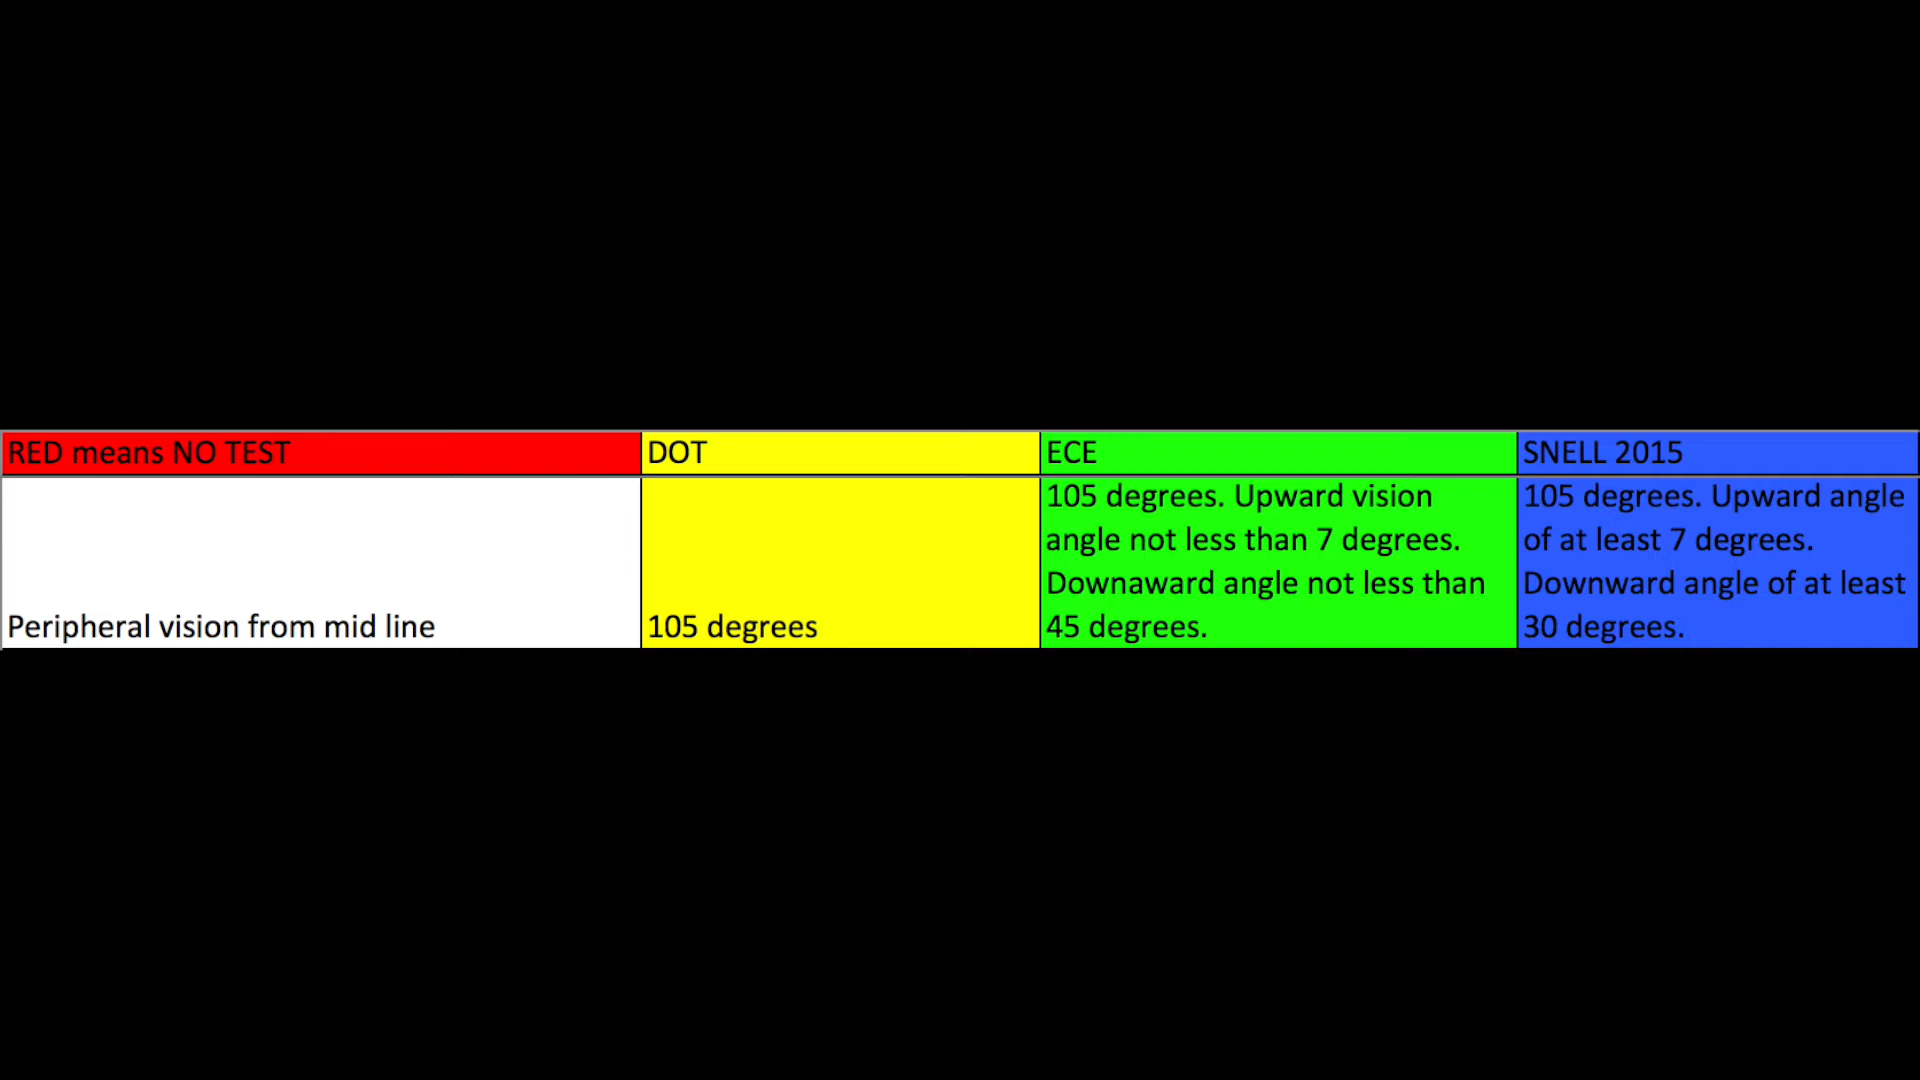 RED means NO TEST
DOT
ECE
SNELL 2015
Peripheral vision from mid line
105 degrees
105 degrees. Upward vision
angle not less than 7 degrees.
Downaward angle not less than
45 degrees.
105 degrees. Upward angle
of at least 7 degrees.
Downward angle of at least
30 degrees.